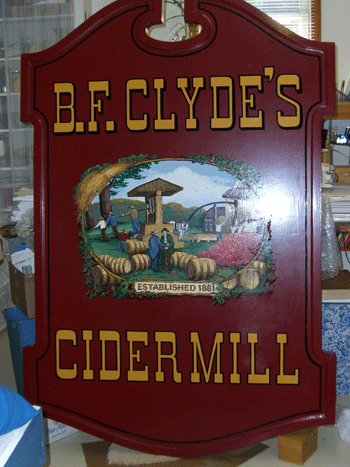 B.F. CLYDE'S
ESTABLISHED 1881
CIDER MILL